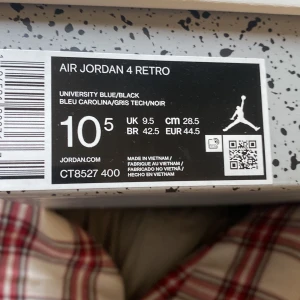 AIR JORDAN 4 RETRO
UNIVERSITY BLUE/BLACK
BLEU CAROLINA/GRIS TECH/NOIR
10 5
UK 9.5 cm 28.5
BR 42.5 EUR 44.5
JORDAN.COM
CT8527 400
MADE IN VIETNAM /
FABRIQUE AU VIETNAM /
FABRICADO NO VIETNÃ /
HECHO EN VIETNAM